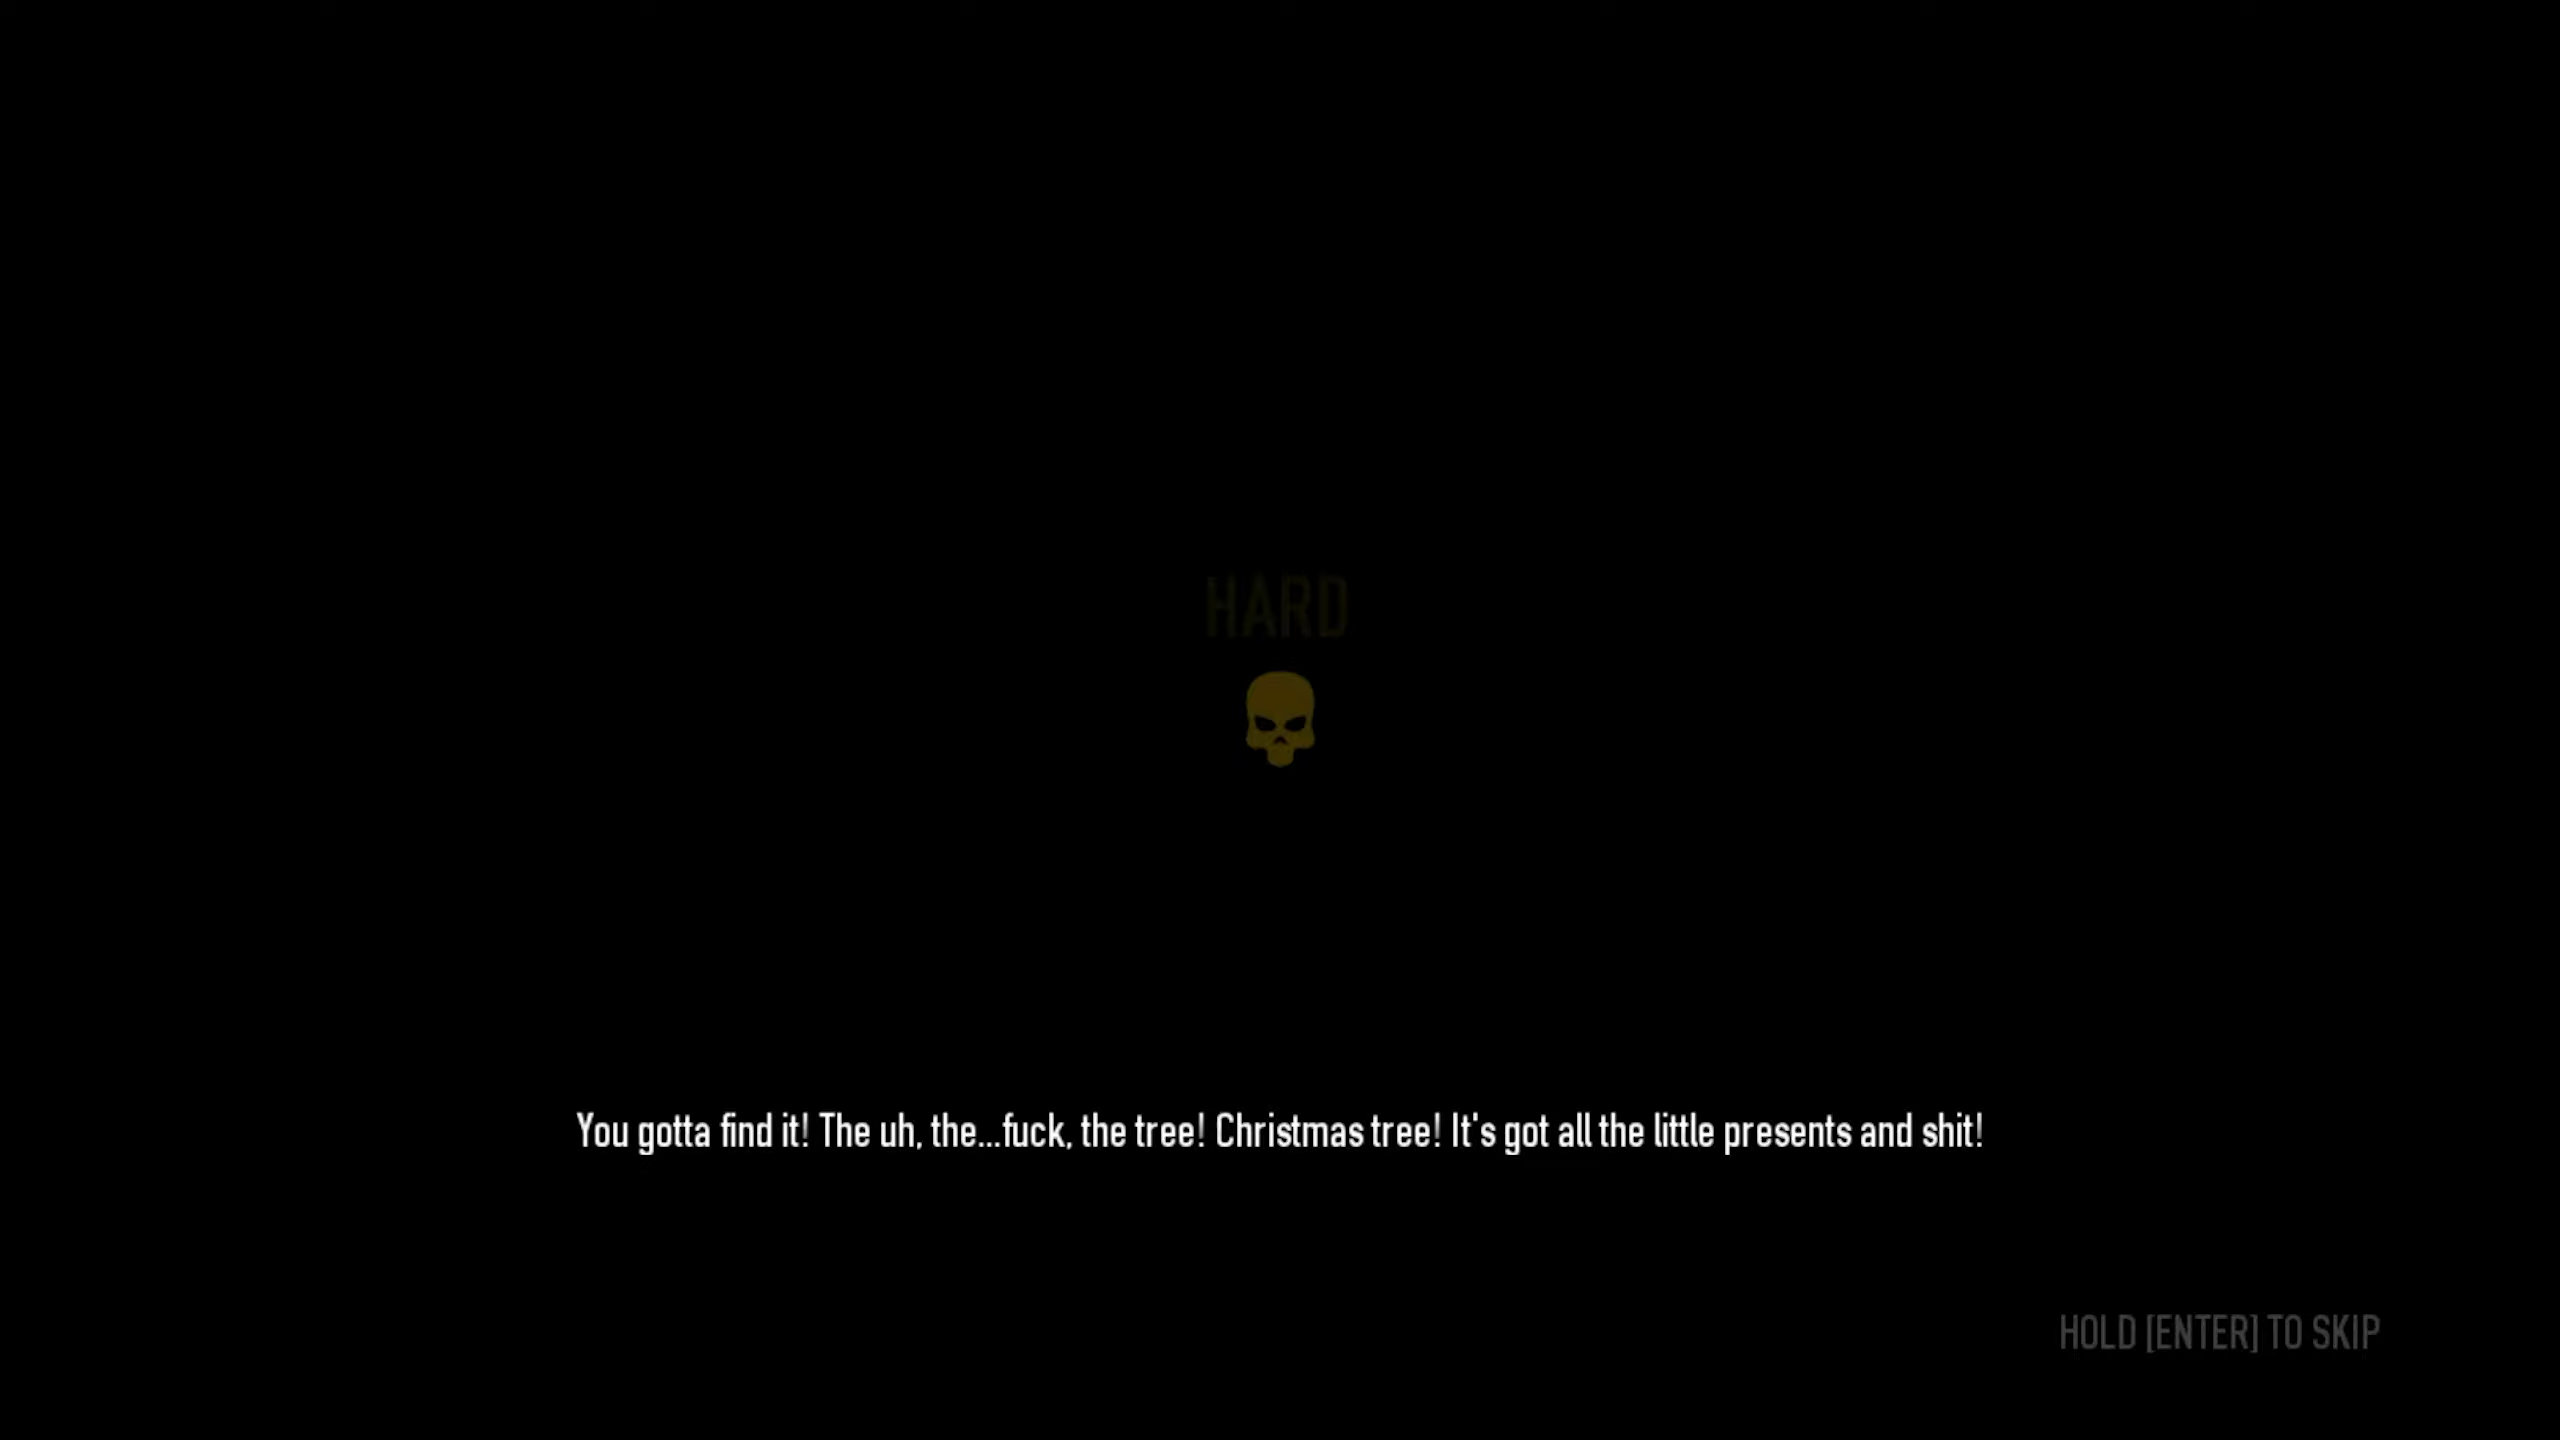 HARD
You gotta find it! The uh, the...fuck, the tree! Christmas tree! It's got all the little presents and shit!
HOLD [ENTER] TO SKIP